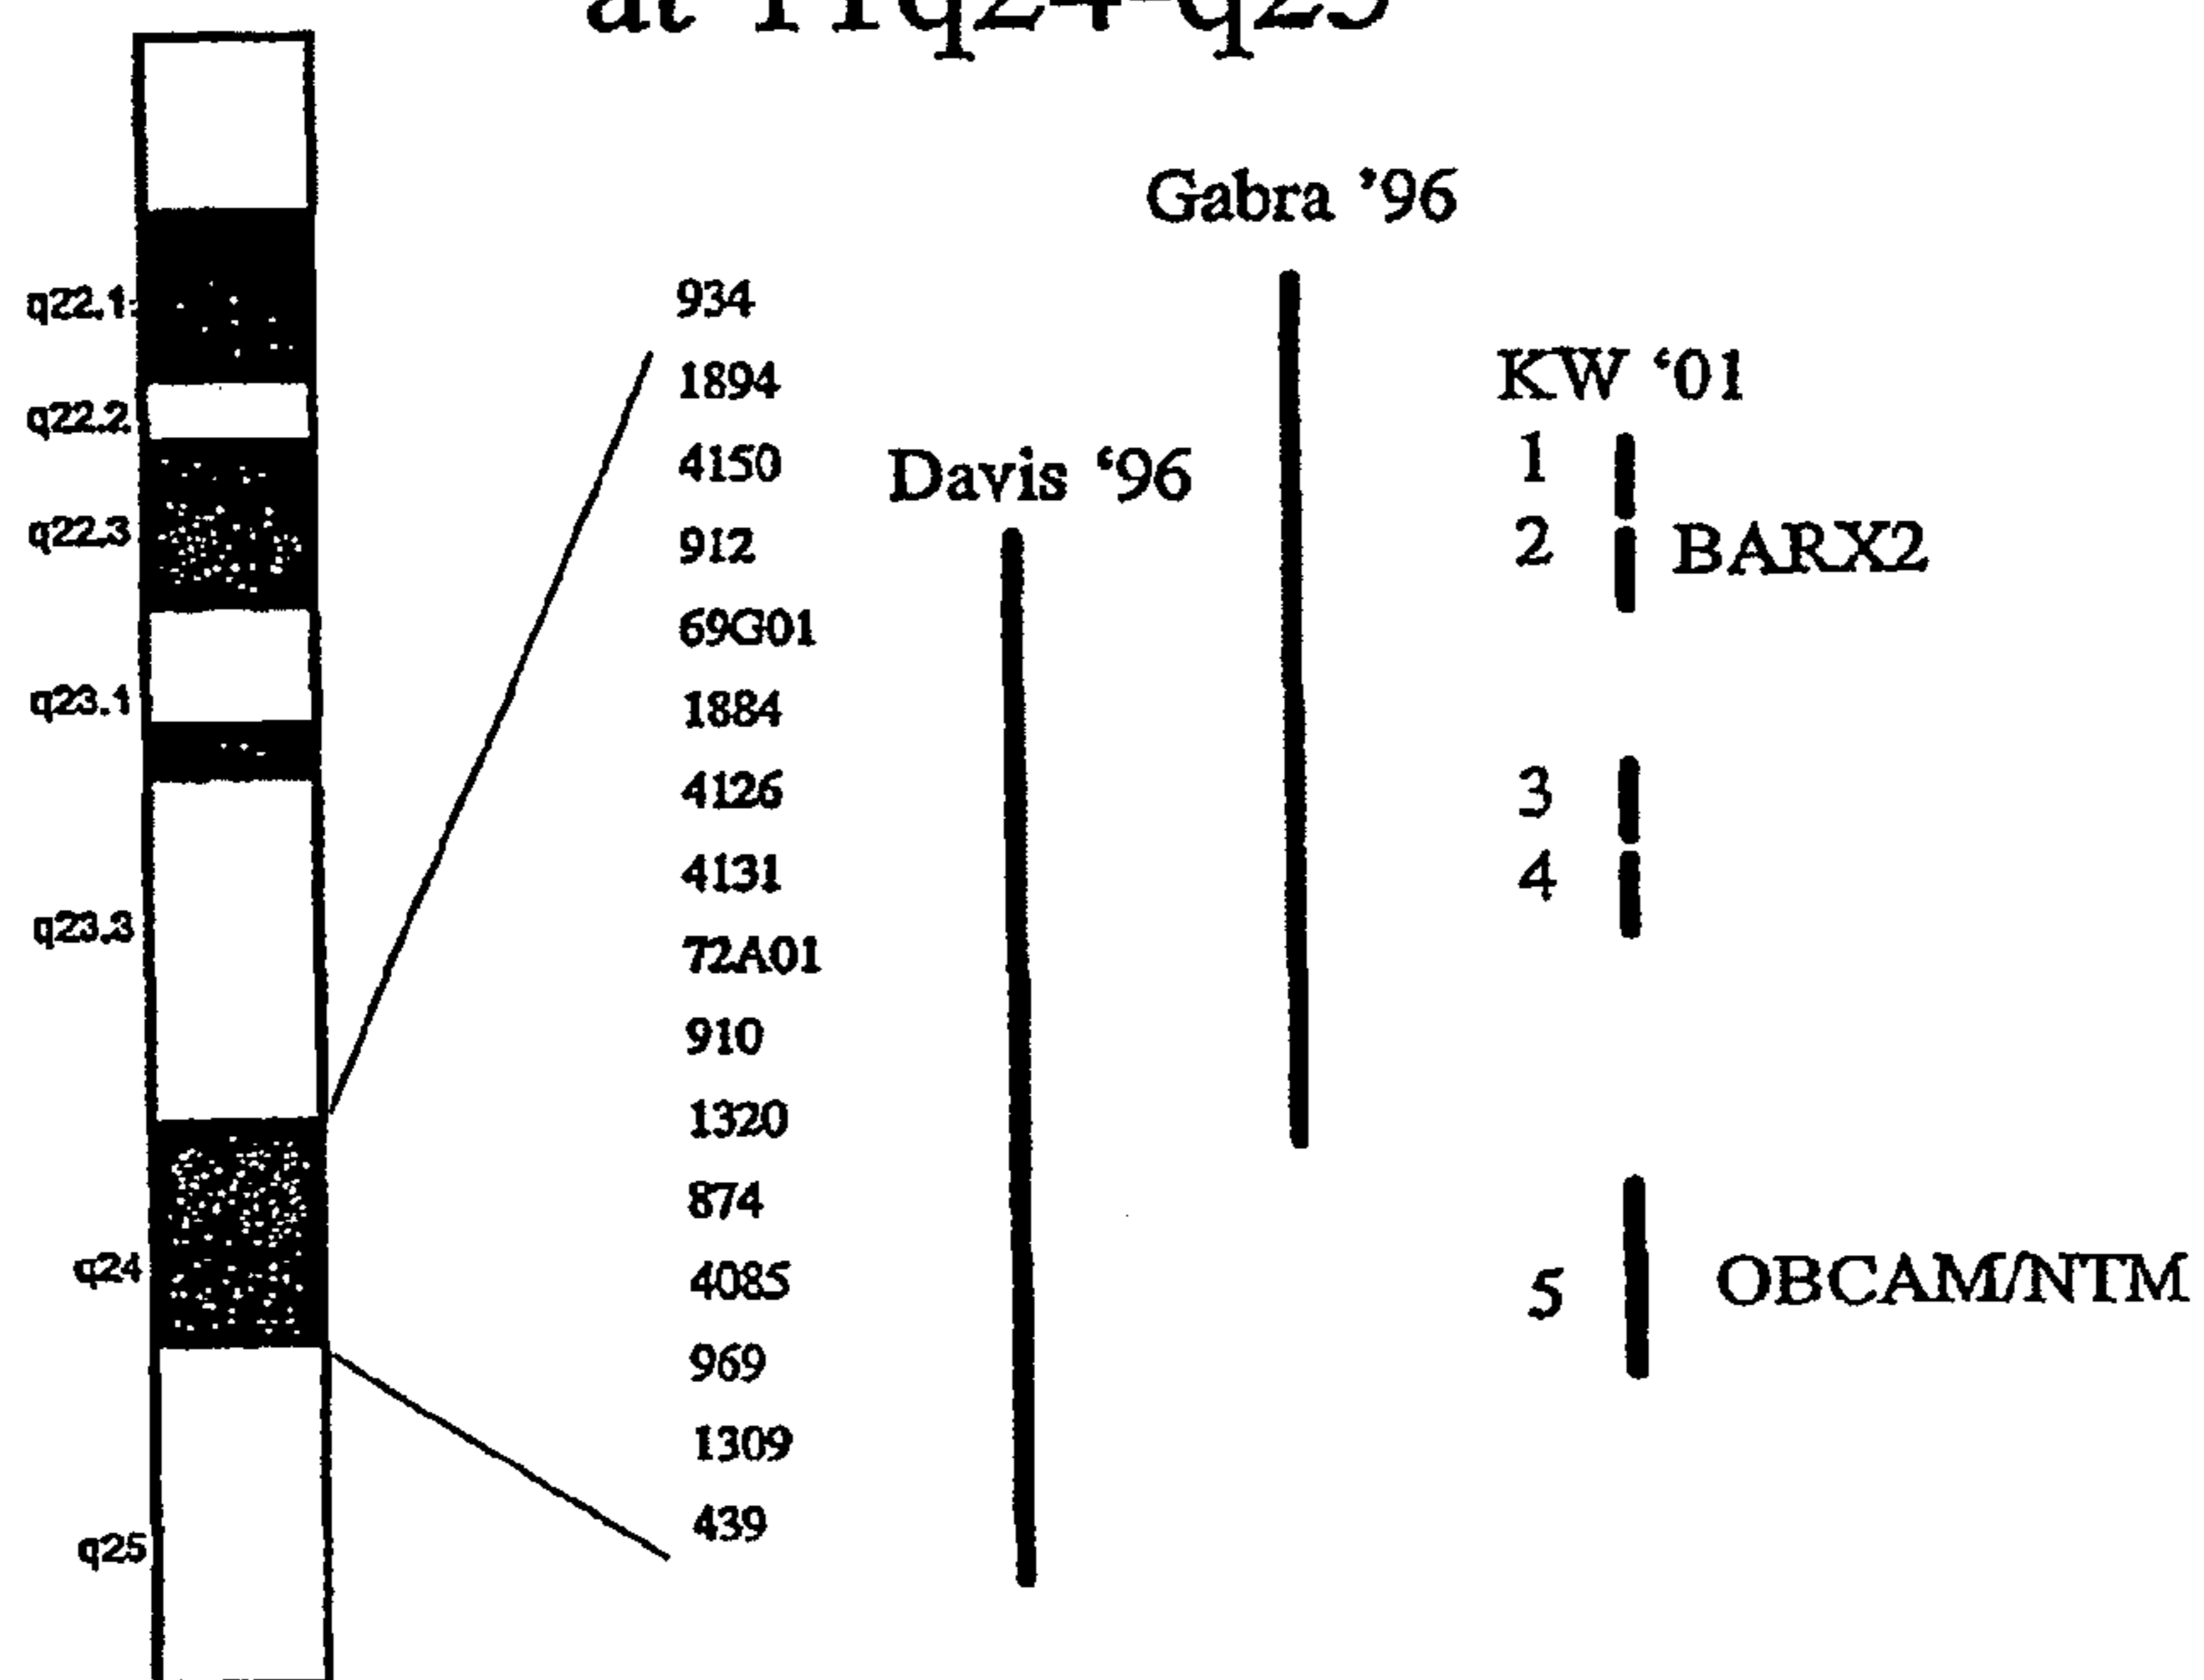 at 11q24-q25
Gabra ’96
q22.1
934
KW ‘01
1894
q22.2
1
4150
Davis ‘96
q22.3
912
2
BARX2
69G01
q23.1
1884
4126
3
4131
4
q23.3
72A01
910
1320
874
q24
4085
5
OBCAM/NTM
969
1309
439
q25